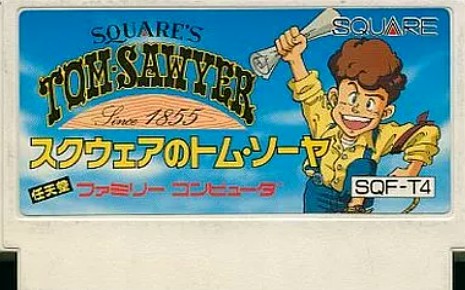 SQUARE'S
SQUARE
TOM·SAWYER
Since 1855
スクウェアのトム・ソーヤ
任天堂 ファミリー コンピュータ
SQF-T4